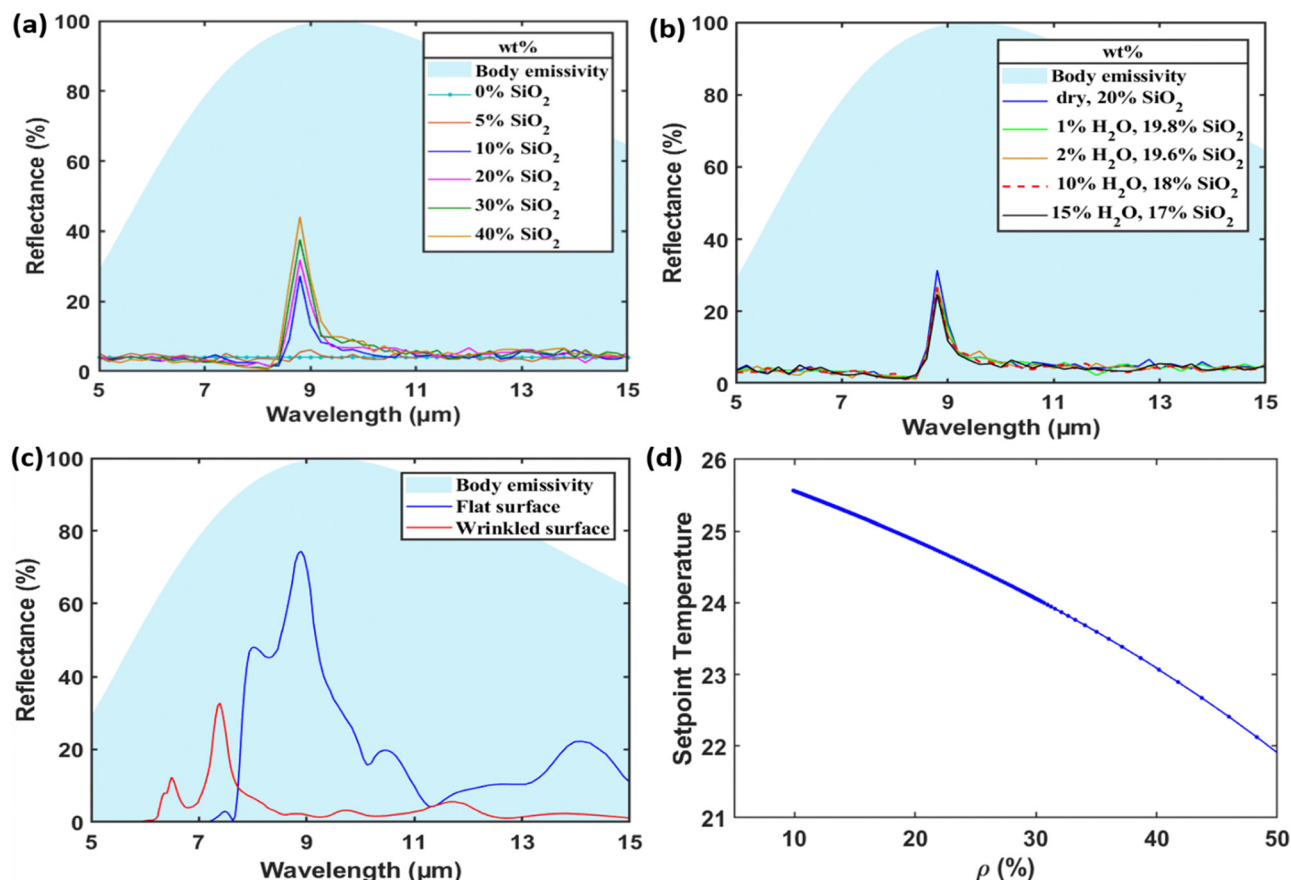 (a)
100
80
60
40
20
0
Reflectance (%)
wt%
Body emissivity
0% SiO2
5% SiO2
10% SiO2
20% SiO2
30% SiO2
40% SiO2
5 7 9 11 13 15
Wavelength (μm)
(b)
100
80
60
40
20
0
Reflectance (%)
wt%
Body emissivity
dry, 20% SiO2
1% H2O, 19.8% SiO2
2% H2O, 19.6% SiO2
10% H2O, 18% SiO2
15% H2O, 17% SiO2
5 7 9 11 13 15
Wavelength (μm)
(c)
100
80
60
40
20
0
Reflectance (%)
Body emissivity
Flat surface
Wrinkled surface
5 7 9 11 13 15
Wavelength (μm)
(d)
26
25
24
23
22
21
Setpoint Temperature
10 20 30 40 50
ρ (%)